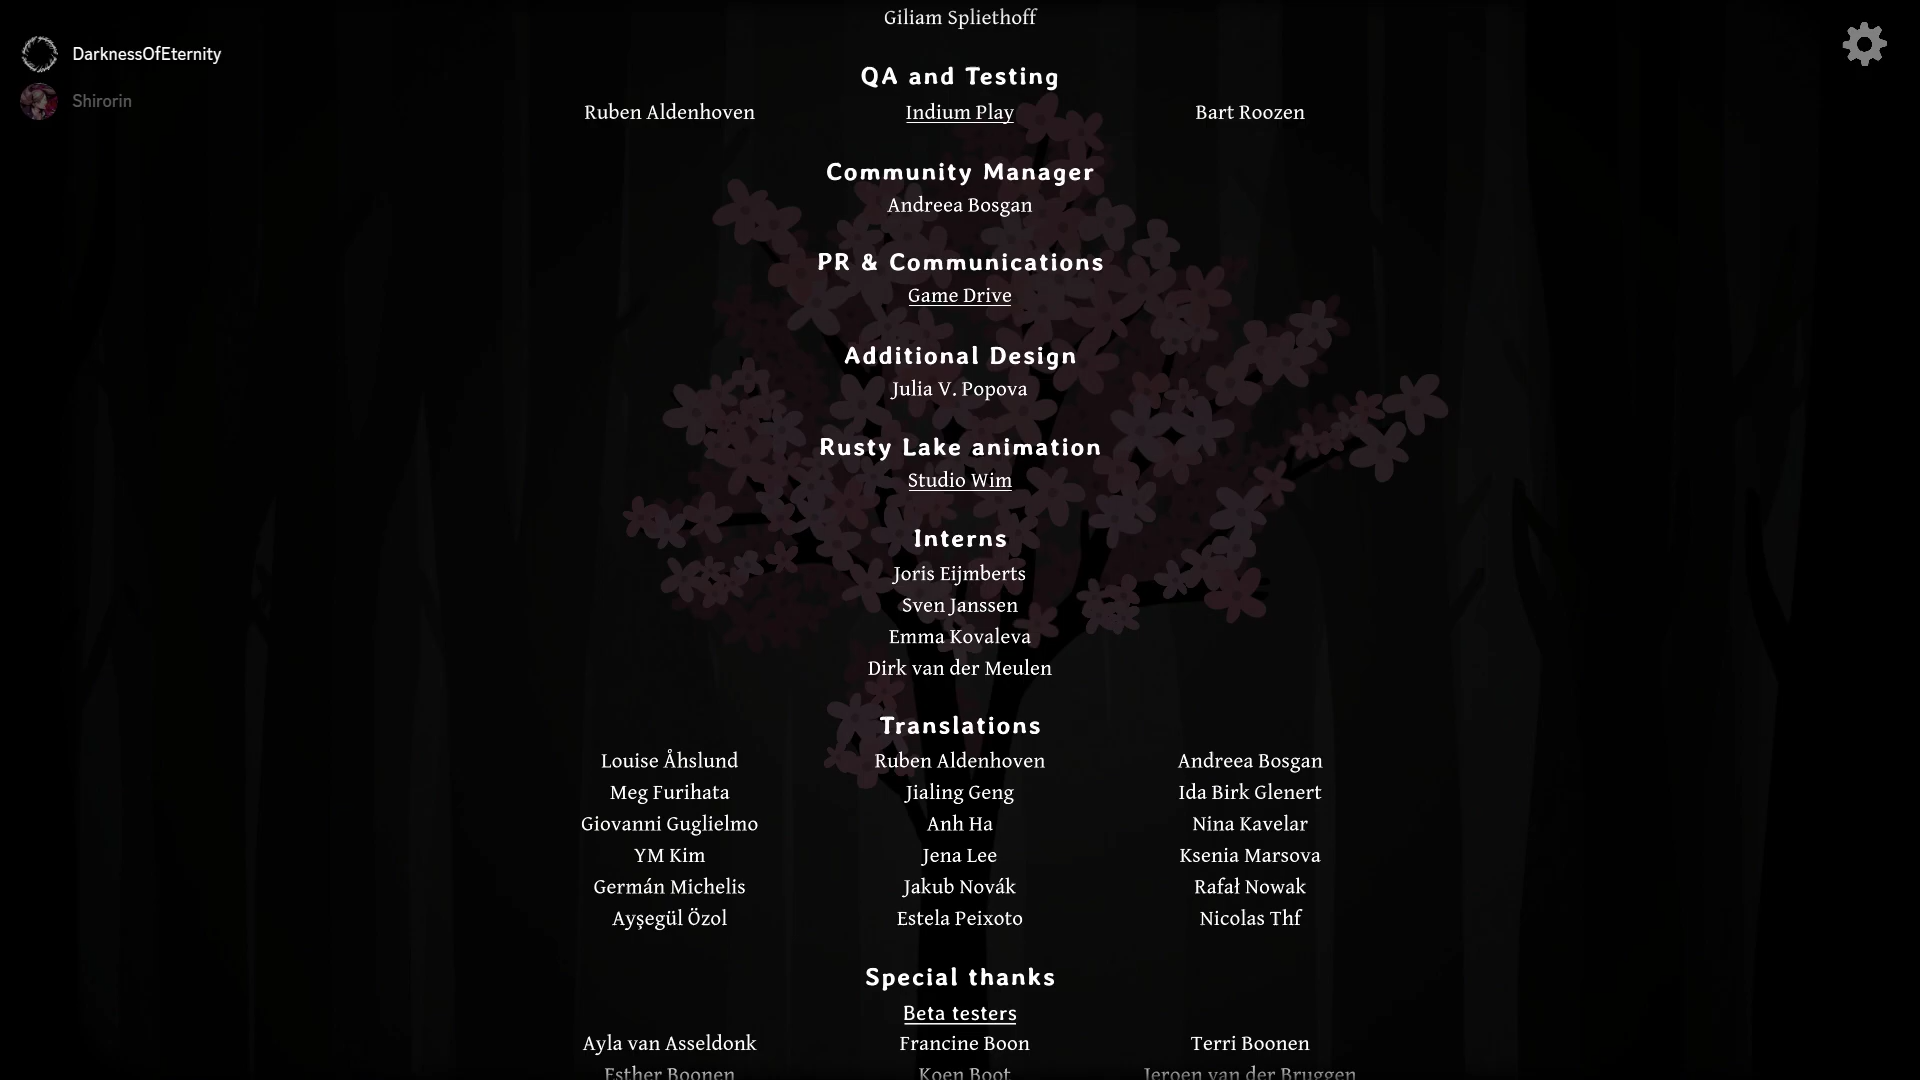 Giliam Spliethoff
DarknessOfEternity
Shirorin
QA and Testing
Ruben Aldenhoven Indium Play Bart Roozen
Community Manager
Andreea Bosgan
PR & Communications
Game Drive
Additional Design
Julia V. Popova
Rusty Lake animation
Studio Wim
Interns
Joris Eijmberts
Sven Janssen
Emma Kovaleva
Dirk van der Meulen
Translations
Louise Åhslund Ruben Aldenhoven Andreea Bosgan
Meg Furihata Jialing Geng Ida Birk Glenert
Giovanni Guglielmo Anh Ha Nina Kavelar
YM Kim Jena Lee Ksenia Marsova
Germán Michelis Jakub Novák Rafał Nowak
Ayşegül Özol Estela Peixoto Nicolas Thf
Special thanks
Beta testers
Ayla van Asseldonk Francine Boon Terri Boonen
Esther Boonen Koen Boot Jeroen van der Bruggen